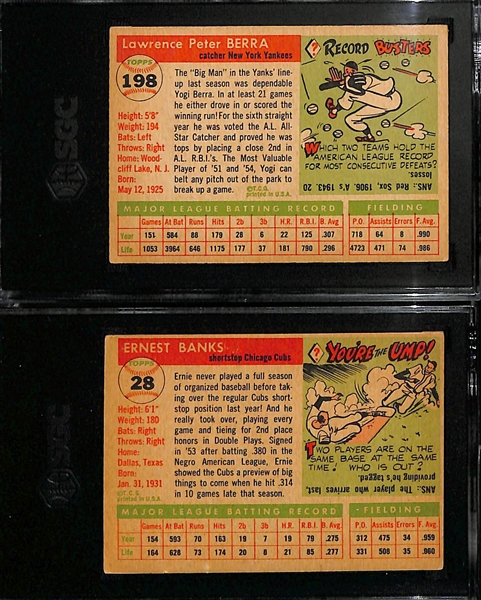 Lawrence Peter BERRA
catcher New York Yankees
TOPPS
198
Height: 5'8"
Weight: 194
Bats: Left
Throws: Right
Home: Wood-
cliff Lake, N. J.
Born:
May 12, 1925
The "Big Man" in the Yanks' line-
up last season was dependable
Yogi Berra. In at least 21 games
he either drove in or scored the
winning run! For the sixth straight
year he was voted the A.L. All-
Star Catcher and proved he was
tops by placing a close 2nd in
A.L. R.B.I.'s. The Most Valuable
Player of '51 and '54, Yogi can
belt any pitch out of the park to
break up a game.
©T.C.G.
printed in U.S.A.
?
RECORD BUSTERS
WHICH TWO TEAMS HOLD THE
AMERICAN LEAGUE RECORD
FOR MOST CONSECUTIVE DEFEATS?
ANS.: Red Sox, 1906. A's 1943. 20
losses.
MAJOR LEAGUE BATTING RECORD
FIELDING
Games At Bat Runs Hits 2b 3b H.R. R.B.I. B. Avg. P.O. Assists Errors F. Avg.
Year 151 584 88 179 28 6 22 125 .307 718 64 8 .990
Life 1053 3964 646 1175 177 37 181 790 .296 4723 471 74 .986
SGC
ERNEST BANKS
shortstop Chicago Cubs
TOPPS
28
Height: 6'1"
Weight: 180
Bats: Right
Throws: Right
Home:
Dallas, Texas
Born:
Jan. 31, 1931
©T.C.G.
printed in U.S.A.
Ernie never played a full season
of organized baseball before tak-
ing over the regular Cubs short-
stop position last year! And he
really took over, playing every
game and tieing for 2nd place
honors in Double Plays. Signed
in '53 after batting .380 in the
Negro American League, Ernie
showed the Cubs a preview of big
things to come when he hit .314
in 10 games late that season.
?
YOU'RE THE UMP!
TWO PLAYERS ARE ON THE
SAME BASE AT THE SAME
TIME! WHO IS OUT?
ANS.: The player who arrives last
providing he's tagged.
MAJOR LEAGUE BATTING RECORD
FIELDING
Games At Bat Runs Hits 2b 3b H.R. R.B.I. B. Avg. P.O. Assists Errors F. Avg.
Year 154 593 70 163 19 7 19 79 .275 312 475 34 .959
Life 164 628 73 174 20 8 21 85 .277 331 508 35 .960
SGC